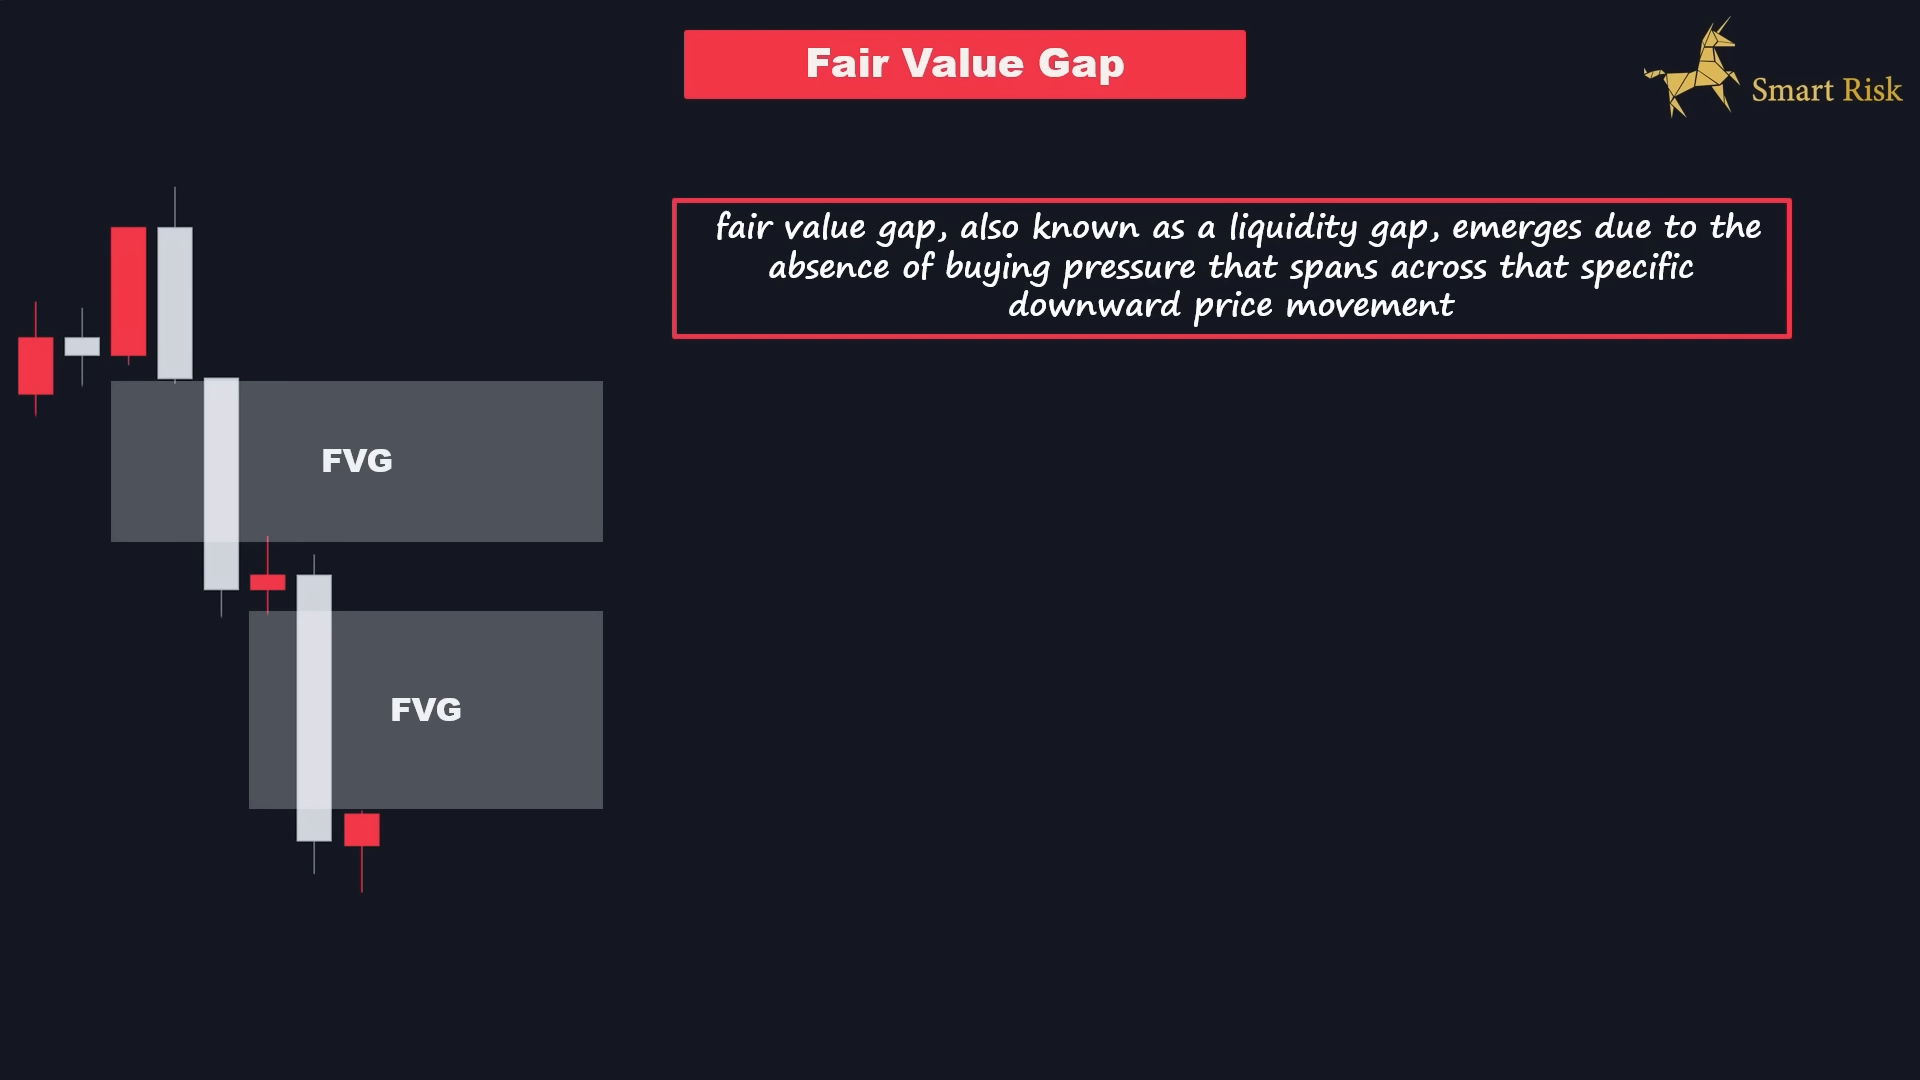 Fair Value Gap
Smart Risk
fair value gap, also known as a liquidity gap, emerges due to the
absence of buying pressure that spans across that specific
downward price movement
FVG
FVG